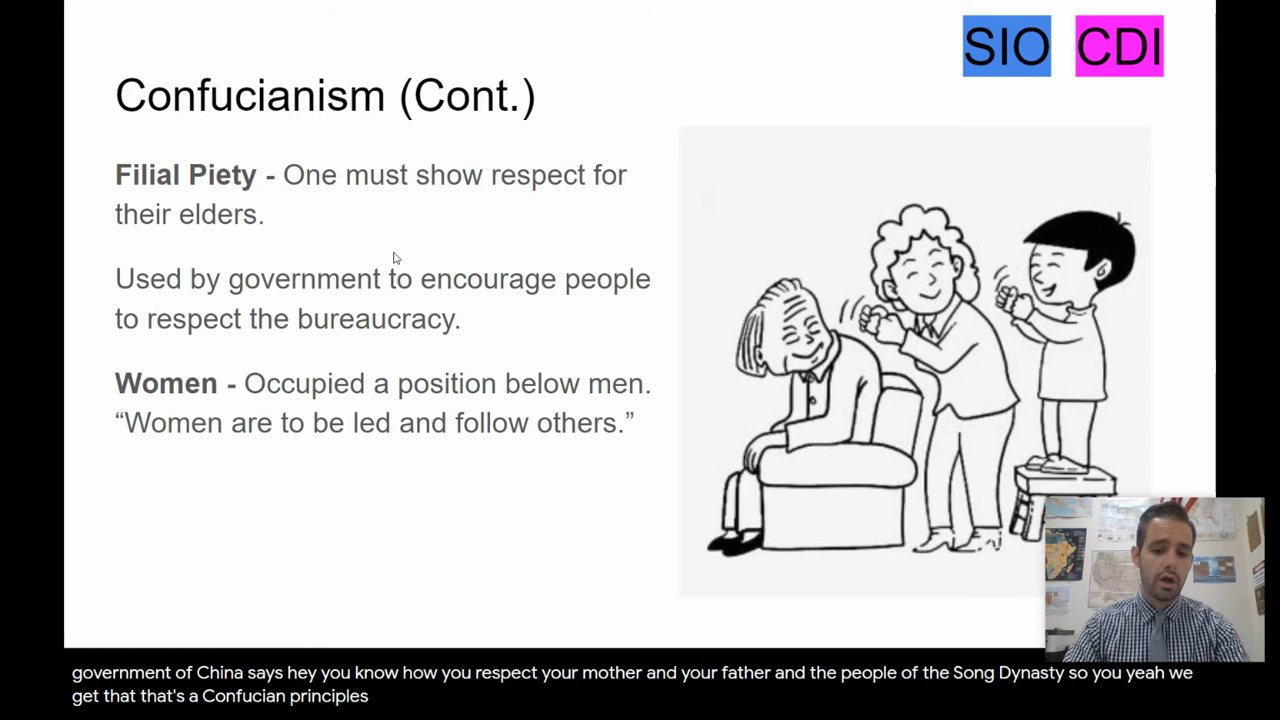 SIO CDI
Confucianism (Cont.)
Filial Piety - One must show respect for
their elders.
Used by government to encourage people
to respect the bureaucracy.
Women - Occupied a position below men.
“Women are to be led and follow others.”
government of China says hey you know how you respect your mother and your father and the people of the Song Dynasty so you yeah we
get that that's a Confucian principles